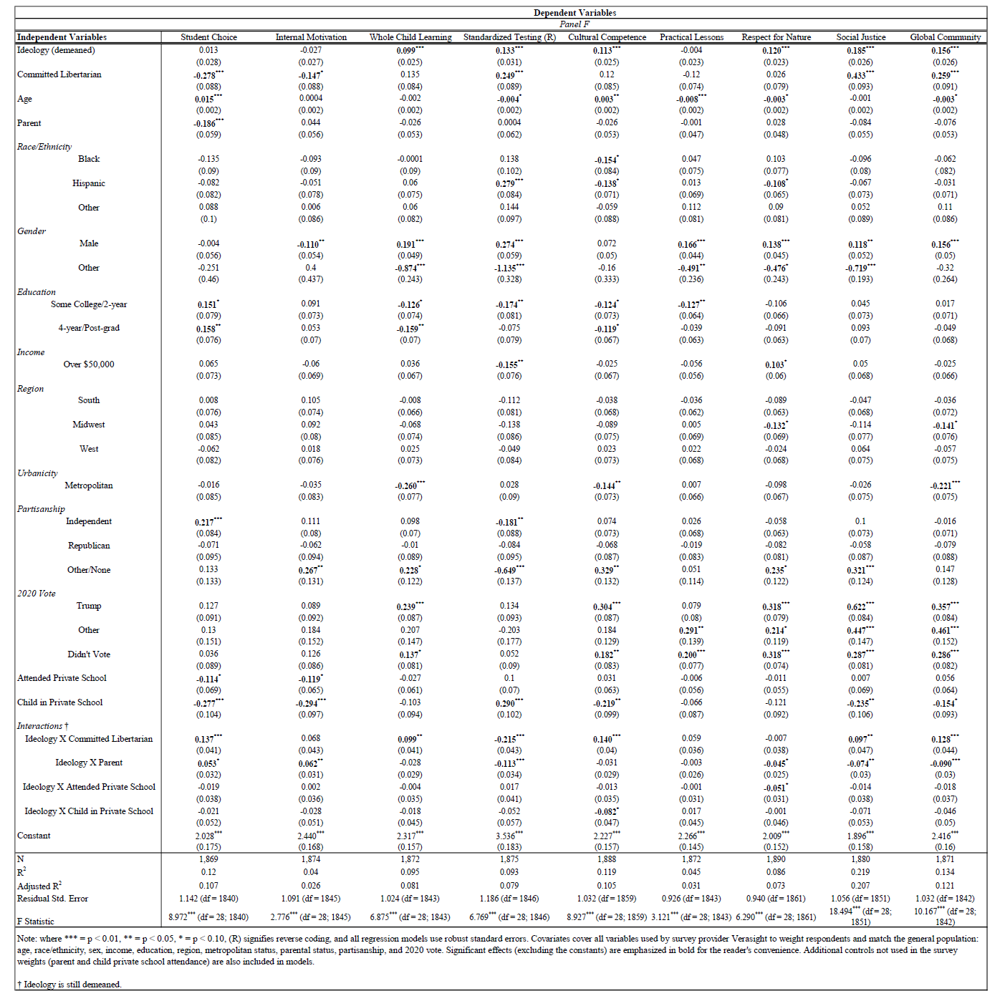 Dependent Variables
Panel F
Independent Variables Student Choice Internal Motivation Whole Child Learning Standardized Testing (R) Cultural Competence Practical Lessons Respect for Nature Social Justice Global Community
Ideology (demeaned) 0.013 -0.027 0.099*** 0.133*** 0.113*** -0.004 0.120*** 0.185*** 0.156***
(0.028) (0.027) (0.025) (0.031) (0.025) (0.023) (0.023) (0.026) (0.026)
Committed Libertarian -0.278*** -0.147* 0.135 0.249*** 0.12 -0.12 0.026 0.433*** 0.259***
(0.088) (0.088) (0.084) (0.089) (0.085) (0.074) (0.079) (0.093) (0.091)
Age 0.015*** 0.0004 -0.002 -0.004* 0.003** -0.008*** -0.003* -0.001 -0.003*
(0.002) (0.002) (0.002) (0.002) (0.002) (0.002) (0.002) (0.002) (0.002)
Parent -0.186*** 0.044 -0.026 0.0004 -0.026 -0.001 0.028 -0.084 -0.076
(0.059) (0.056) (0.053) (0.062) (0.053) (0.047) (0.048) (0.055) (0.053)
Race/Ethnicity
Black -0.135 -0.093 -0.0001 0.138 -0.154* 0.047 0.103 -0.096 -0.062
(0.09) (0.09) (0.09) (0.102) (0.084) (0.075) (0.077) (0.08) (.082)
Hispanic -0.082 -0.051 0.06 0.279*** -0.138* 0.013 -0.108* -0.067 -0.031
(0.082) (0.078) (0.075) (0.084) (0.071) (0.069) (0.065) (0.073) (0.071)
Other 0.088 0.006 0.06 0.144 -0.059 0.112 0.09 0.052 0.11
(0.1) (0.086) (0.082) (0.097) (0.088) (0.081) (0.081) (0.089) (0.086)
Gender
Male -0.004 -0.110** 0.191*** 0.274*** 0.072 0.166*** 0.138*** 0.118** 0.156***
(0.056) (0.054) (0.049) (0.059) (0.05) (0.044) (0.045) (0.052) (0.05)
Other -0.251 0.4 -0.874*** -1.135*** -0.16 -0.491** -0.476* -0.719*** -0.32
(0.46) (0.437) (0.243) (0.328) (0.333) (0.236) (0.243) (0.193) (0.264)
Education
Some College/2-year 0.151* 0.091 -0.126* -0.174** -0.124* -0.127** -0.106 0.045 0.017
(0.079) (0.073) (0.074) (0.081) (0.073) (0.064) (0.066) (0.073) (0.071)
4-year/Post-grad 0.158** 0.053 -0.159** -0.075 -0.119* -0.039 -0.091 0.093 -0.049
(0.076) (0.07) (0.07) (0.079) (0.067) (0.063) (0.063) (0.07) (0.068)
Income
Over $50,000 0.065 -0.06 0.036 -0.155** -0.025 -0.056 0.103* 0.05 -0.025
(0.073) (0.069) (0.067) (0.076) (0.067) (0.056) (0.06) (0.068) (0.066)
Region
South 0.008 0.105 -0.008 -0.112 -0.038 -0.036 -0.089 -0.047 -0.036
(0.076) (0.074) (0.066) (0.081) (0.068) (0.062) (0.063) (0.068) (0.072)
Midwest 0.043 0.092 -0.068 -0.138 -0.089 0.005 -0.132* -0.114 -0.141*
(0.085) (0.08) (0.074) (0.086) (0.075) (0.069) (0.069) (0.077) (0.076)
West -0.062 0.018 0.025 -0.049 0.023 0.022 -0.024 0.064 -0.057
(0.082) (0.076) (0.073) (0.084) (0.073) (0.068) (0.068) (0.075) (0.075)
Urbanicity
Metropolitan -0.016 -0.035 -0.260*** 0.028 -0.144** 0.007 -0.098 -0.026 -0.221***
(0.085) (0.083) (0.077) (0.09) (0.073) (0.066) (0.067) (0.075) (0.075)
Partisanship
Independent 0.217*** 0.111 0.098 -0.181** 0.074 0.026 -0.058 0.1 -0.016
(0.084) (0.08) (0.07) (0.088) (0.073) (0.068) (0.063) (0.073) (0.071)
Republican -0.071 -0.062 -0.01 -0.084 -0.068 -0.019 -0.082 -0.058 -0.079
(0.095) (0.094) (0.089) (0.095) (0.087) (0.083) (0.081) (0.087) (0.088)
Other/None 0.133 0.267** 0.228* -0.649*** 0.329** 0.051 0.235* 0.321*** 0.147
(0.133) (0.131) (0.122) (0.137) (0.132) (0.114) (0.122) (0.124) (0.128)
2020 Vote
Trump 0.127 0.089 0.239*** 0.134 0.304*** 0.079 0.318*** 0.622*** 0.357***
(0.091) (0.092) (0.087) (0.093) (0.087) (0.08) (0.079) (0.084) (0.084)
Other 0.13 0.184 0.207 -0.203 0.184 0.291** 0.214* 0.447*** 0.461***
(0.151) (0.152) (0.147) (0.177) (0.129) (0.139) (0.119) (0.147) (0.152)
Didn't Vote 0.036 0.126 0.137* 0.052 0.182** 0.200*** 0.318*** 0.287*** 0.286***
(0.089) (0.086) (0.081) (0.09) (0.083) (0.077) (0.074) (0.081) (0.082)
Attended Private School -0.114* -0.119* -0.027 0.1 0.031 -0.006 -0.011 0.007 0.056
(0.069) (0.065) (0.061) (0.07) (0.063) (0.056) (0.055) (0.069) (0.064)
Child in Private School -0.277*** -0.294*** -0.103 0.290*** -0.219** -0.066 -0.121 -0.235** -0.154*
(0.104) (0.097) (0.094) (0.102) (0.099) (0.087) (0.092) (0.106) (0.093)
Interactions †
Ideology X Committed Libertarian 0.137*** 0.068 0.099** -0.215*** 0.140*** 0.059 -0.007 0.097** 0.128***
(0.041) (0.043) (0.041) (0.043) (0.04) (0.036) (0.038) (0.047) (0.044)
Ideology X Parent 0.053* 0.062** -0.028 -0.113*** -0.031 -0.003 -0.045* -0.074** -0.090***
(0.032) (0.031) (0.029) (0.034) (0.029) (0.026) (0.025) (0.03) (0.03)
Ideology X Attended Private School -0.019 0.002 -0.004 0.017 -0.013 -0.001 -0.051* -0.014 -0.018
(0.038) (0.036) (0.035) (0.041) (0.035) (0.031) (0.031) (0.038) (0.037)
Ideology X Child in Private School -0.021 -0.028 -0.018 -0.052 -0.082* 0.017 -0.001 -0.071 -0.046
(0.052) (0.051) (0.045) (0.057) (0.047) (0.045) (0.046) (0.053) (0.05)
Constant 2.028*** 2.440*** 2.317*** 3.536*** 2.227*** 2.266*** 2.009*** 1.896*** 2.416***
(0.175) (0.168) (0.157) (0.183) (0.157) (0.145) (0.152) (0.158) (0.16)
N 1,869 1,874 1,872 1,875 1,888 1,872 1,890 1,880 1,871
R² 0.12 0.04 0.095 0.093 0.119 0.045 0.086 0.219 0.134
Adjusted R² 0.107 0.026 0.081 0.079 0.105 0.031 0.073 0.207 0.121
Residual Std. Error 1.142 (df = 1840) 1.091 (df = 1845) 1.024 (df = 1843) 1.186 (df = 1846) 1.032 (df = 1859) 0.926 (df = 1843) 0.940 (df = 1861) 1.056 (df = 1851) 1.032 (df = 1842)
F Statistic 8.972*** (df = 28; 1840) 2.776*** (df = 28; 1845) 6.875*** (df = 28; 1843) 6.769*** (df = 28; 1846) 8.927*** (df = 28; 1859) 3.121*** (df = 28; 1843) 6.290*** (df = 28; 1861) 18.494*** (df = 28; 1851) 10.167*** (df = 28; 1842)
Note: where *** = p < 0.01, ** = p < 0.05, * = p < 0.10, (R) signifies reverse coding, and all regression models use robust standard errors. Covariates cover all variables used by survey provider Verasight to weight respondents and match the general population:
age, race/ethnicity, sex, income, education, region, metropolitan status, parental status, partisanship, and 2020 vote. Significant effects (excluding the constants) are emphasized in bold for the reader's convenience. Additional controls not used in the survey
weights (parent and child private school attendance) are also included in models.
† Ideology is still demeaned.